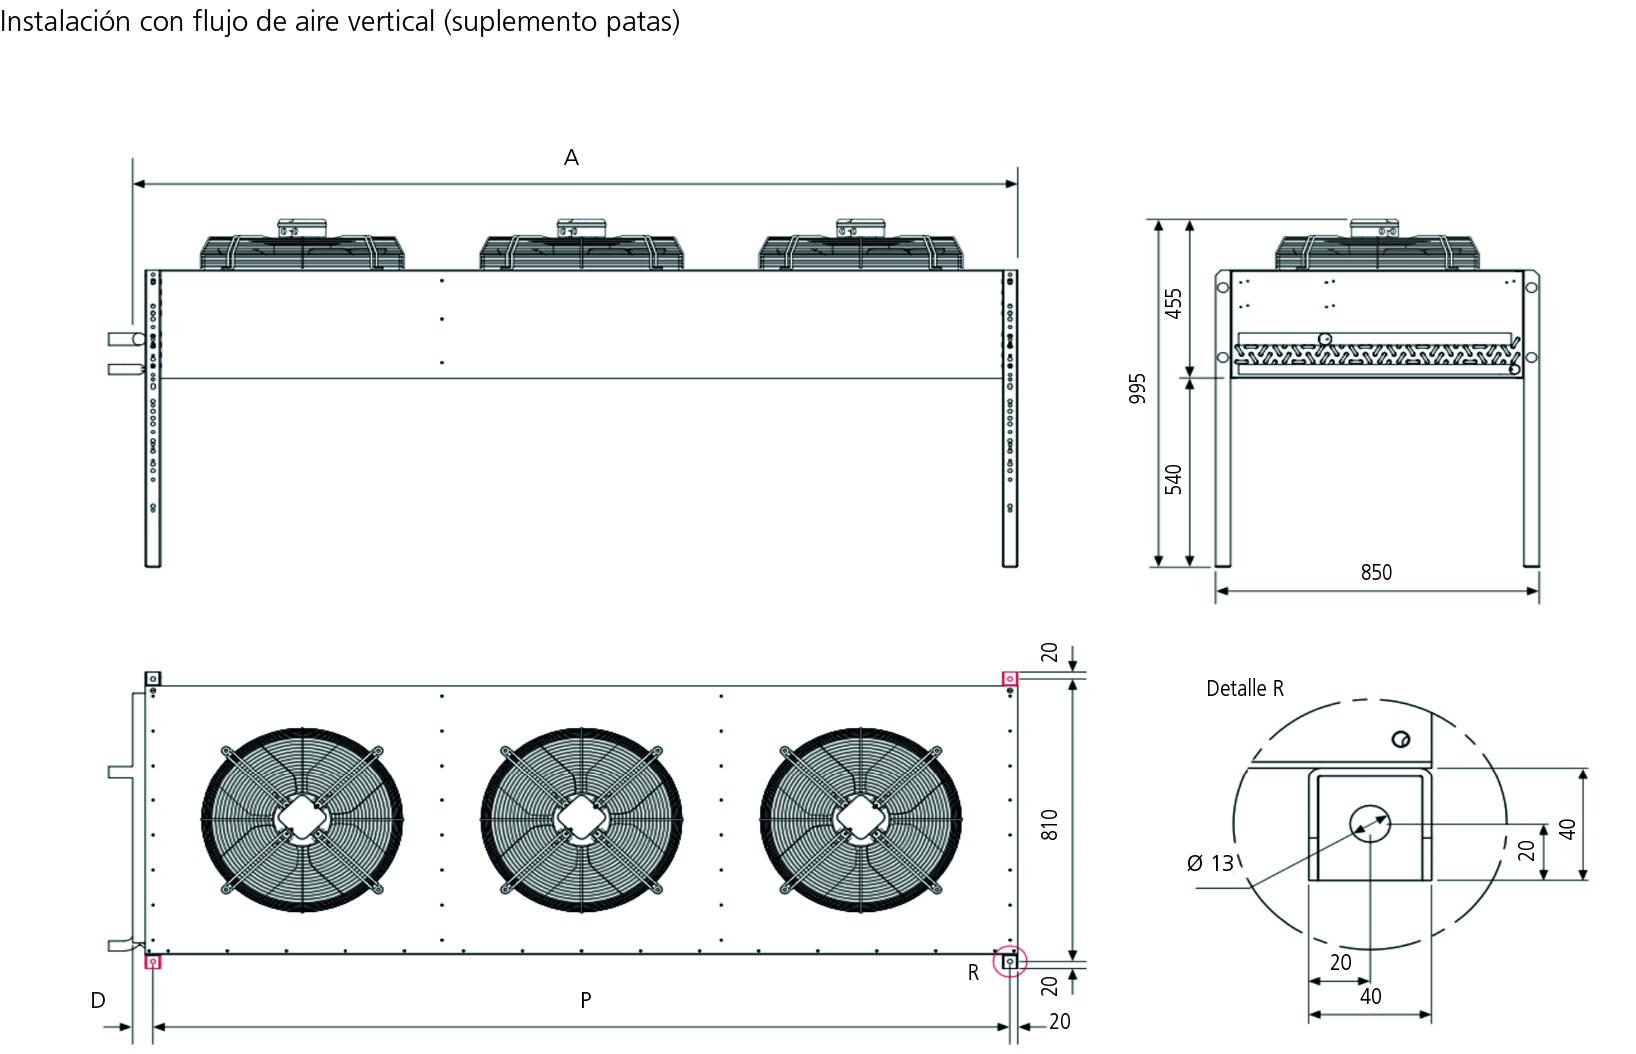 Instalación con flujo de aire vertical (suplemento patas)
A
455
995
540
850
20
Detalle R
810
Ø 13
20
40
R
20
20
D
P
20
40